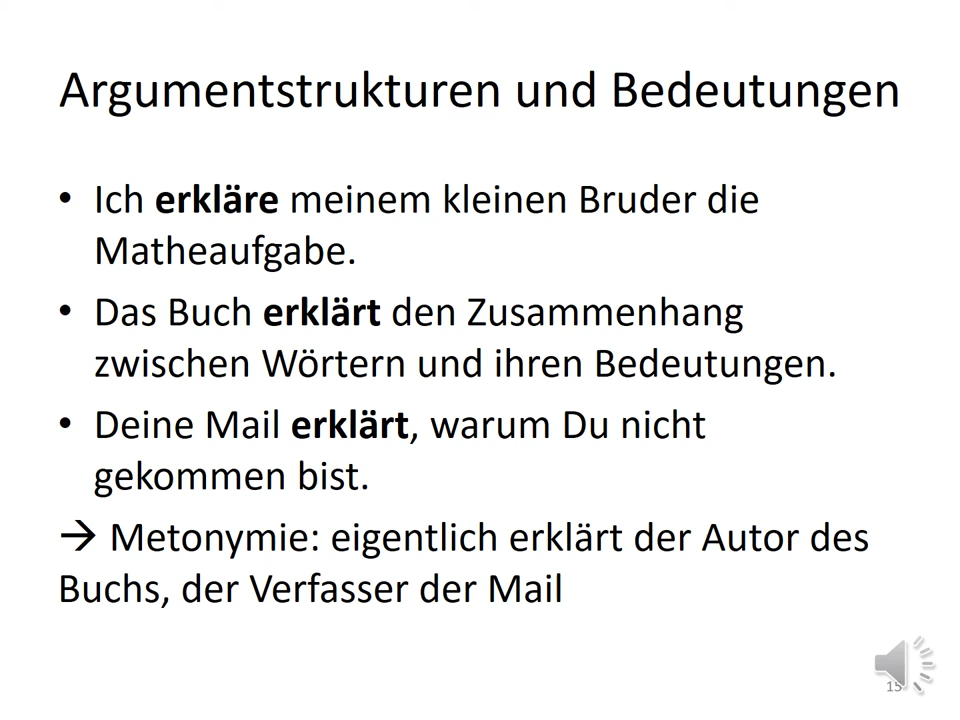 Argumentstrukturen und Bedeutungen
• Ich erkläre meinem kleinen Bruder die
Matheaufgabe.
• Das Buch erklärt den Zusammenhang
zwischen Wörtern und ihren Bedeutungen.
• Deine Mail erklärt, warum Du nicht
gekommen bist.
→ Metonymie: eigentlich erklärt der Autor des
Buchs, der Verfasser der Mail
15